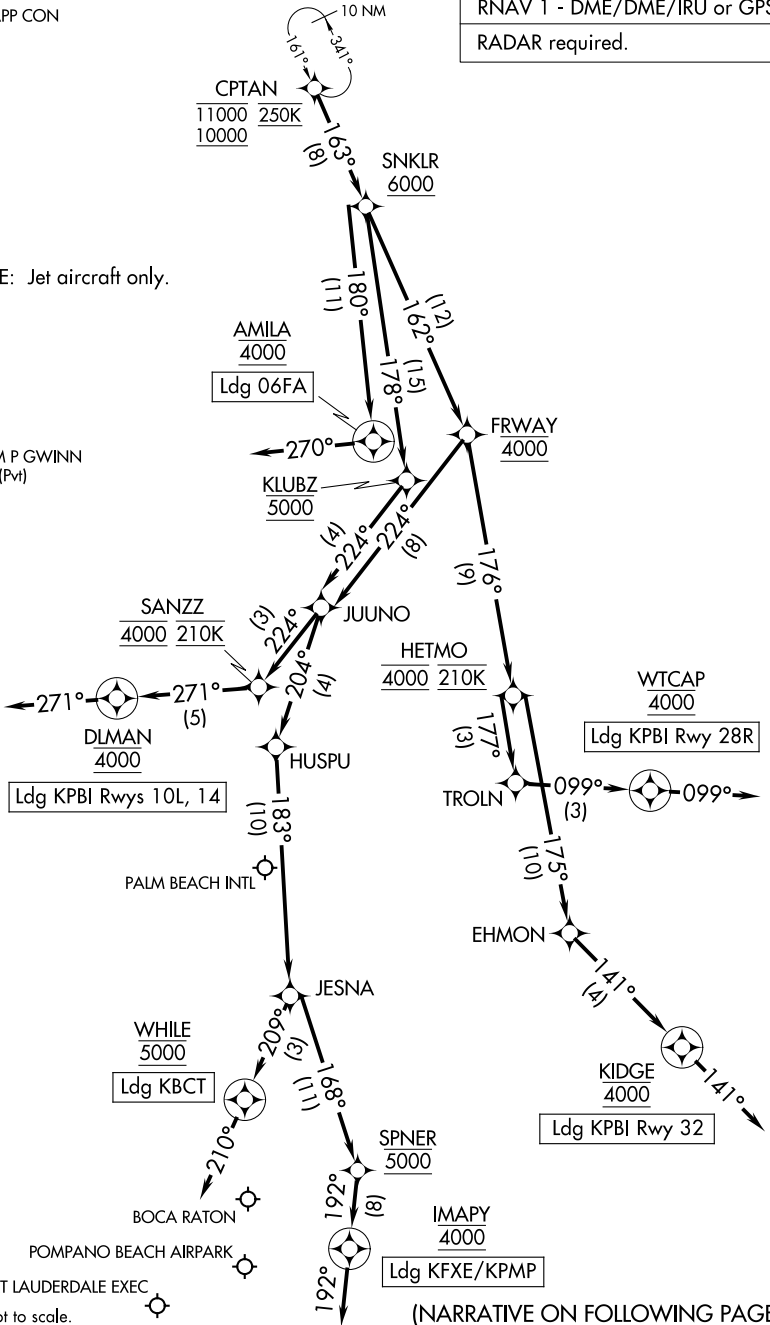 APP CON
10 NM
RNAV 1 - DME/DME/IRU or GPS
RADAR required.
161°
341°
CPTAN
11000 250K
10000
163°
(8)
SNKLR
6000
E: Jet aircraft only.
180°
(11)
178°
(15)
162°
(12)
AMILA
4000
Ldg 06FA
270°
FRWAY
4000
M P GWINN
(Pvt)
KLUBZ
5000
224°
(4)
224°
(8)
176°
(9)
JUUNO
SANZZ
4000 210K
224°
(3)
204°
(4)
HETMO
4000 210K
177°
(3)
WTCAP
4000
Ldg KPBI Rwy 28R
271°
271°
(5)
DLMAN
4000
Ldg KPBI Rwys 10L, 14
HUSPU
TROLN
099°
(3)
099°
183°
(10)
175°
(10)
PALM BEACH INTL
EHMON
141°
(4)
JESNA
WHILE
5000
Ldg KBCT
209°
(3)
168°
(11)
KIDGE
4000
141°
Ldg KPBI Rwy 32
210°
SPNER
5000
BOCA RATON
192°
(8)
IMAPY
4000
Ldg KFXE/KPMP
POMPANO BEACH AIRPARK
T LAUDERDALE EXEC
192°
ot to scale.
(NARRATIVE ON FOLLOWING PAGE